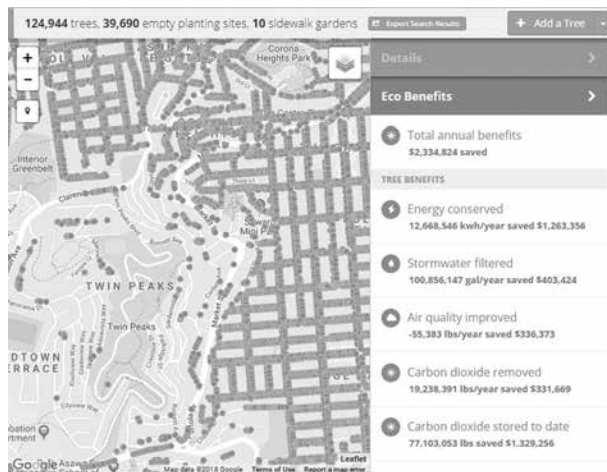 124,944 trees, 39,690 empty planting sites, 10 sidewalk gardens
Export Search Results
+ Add a Tree
Corona
Heights Park
Details
+
−
Eco Benefits
Total annual benefits
$2,334,824 saved
Interior
Greenbelt
TREE BENEFITS
Energy conserved
12,668,546 kwh/year saved $1,263,356
Stormwater filtered
100,856,147 gal/year saved $403,424
TWIN PEAKS
Air quality improved
-55,383 lbs/year saved $336,373
Twin Peaks
Market St
Carbon dioxide removed
19,238,391 lbs/year saved $331,669
Carbon dioxide stored to date
77,103,053 lbs saved $1,329,256
Leaflet
Google
Map data ©2018 Google
Terms of Use
Report a map error